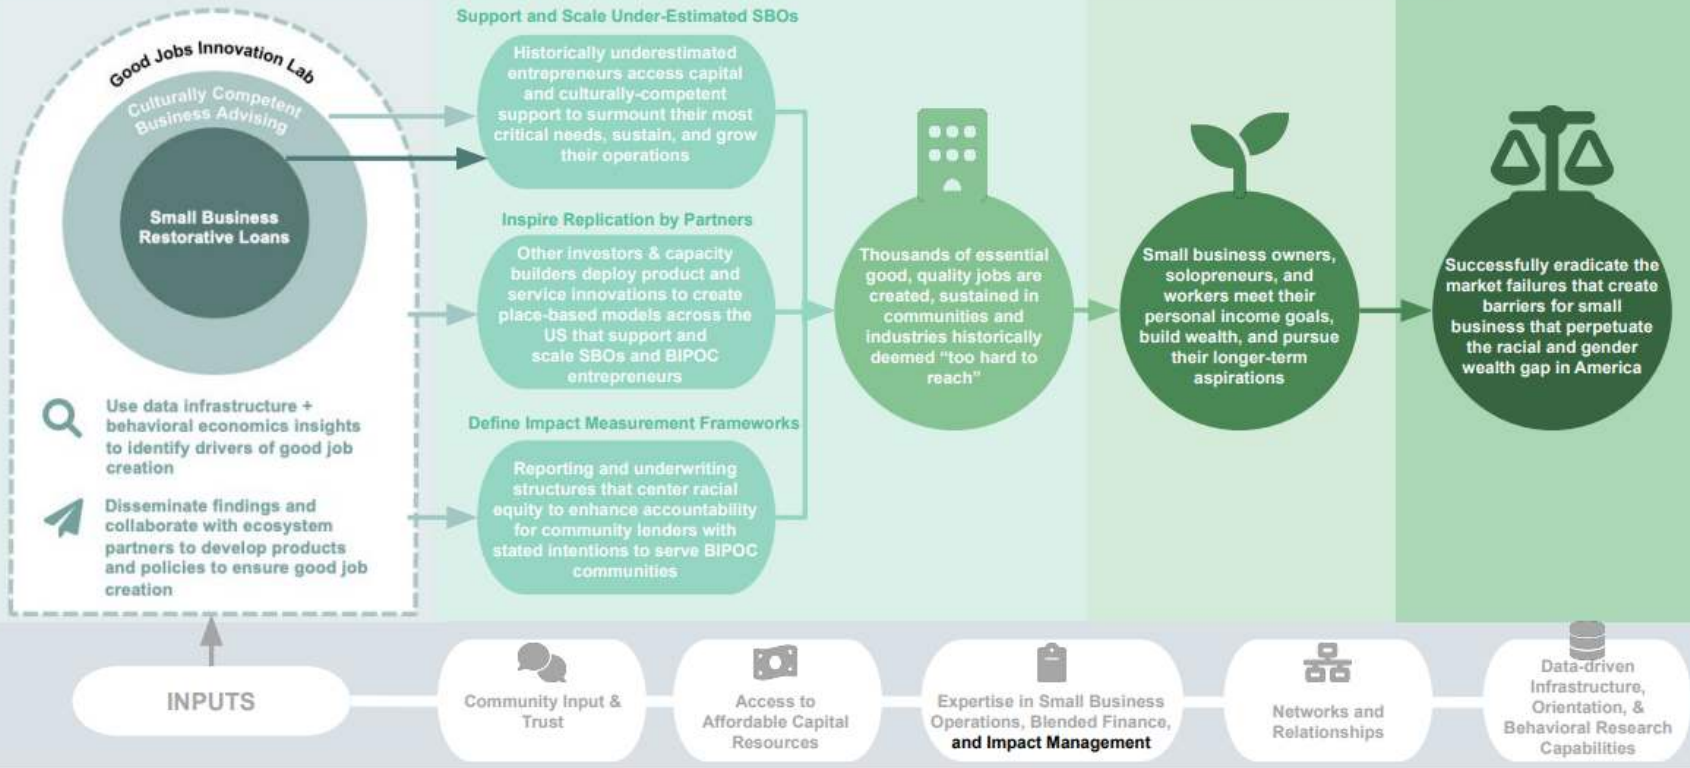 Good Jobs Innovation Lab
Culturally Competent
Business Advising
Small Business
Restorative Loans
Use data infrastructure +
behavioral economics insights
to identify drivers of good job
creation
Disseminate findings and
collaborate with ecosystem
partners to develop products
and policies to ensure good job
creation
Support and Scale Under-Estimated SBOs
Historically underestimated
entrepreneurs access capital
and culturally-competent
support to surmount their most
critical needs, sustain, and grow
their operations
Inspire Replication by Partners
Other investors & capacity
builders deploy product and
service innovations to create
place-based models across the
US that support and
scale SBOs and BIPOC
entrepreneurs
Define Impact Measurement Frameworks
Reporting and underwriting
structures that center racial
equity to enhance accountability
for community lenders with
stated intentions to serve BIPOC
communities
Thousands of essential
good, quality jobs are
created, sustained in
communities and
industries historically
deemed “too hard to
reach”
Small business owners,
solopreneurs, and
workers meet their
personal income goals,
build wealth, and pursue
their longer-term
aspirations
Successfully eradicate the
market failures that create
barriers for small
business that perpetuate
the racial and gender
wealth gap in America
INPUTS
Community Input &
Trust
Access to
Affordable Capital
Resources
Expertise in Small Business
Operations, Blended Finance,
and Impact Management
Networks and
Relationships
Data-driven
Infrastructure,
Orientation, &
Behavioral Research
Capabilities